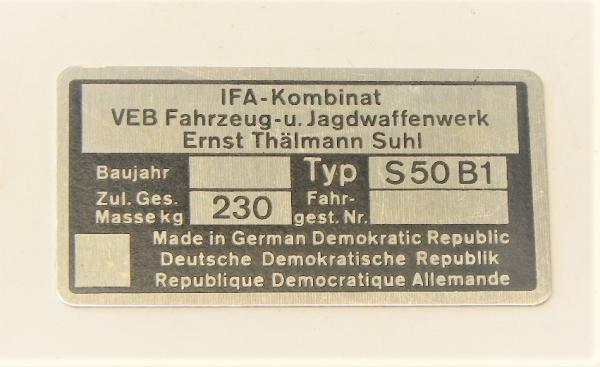 IFA-Kombinat
VEB Fahrzeug-u. Jagdwaffenwerk
Ernst Thälmann Suhl
Baujahr Typ S50 B1
Zul. Ges. Fahr-
Masse kg 230 gest. Nr.
Made in German Demokratic Republic
Deutsche Demokratische Republik
Republique Democratique Allemande